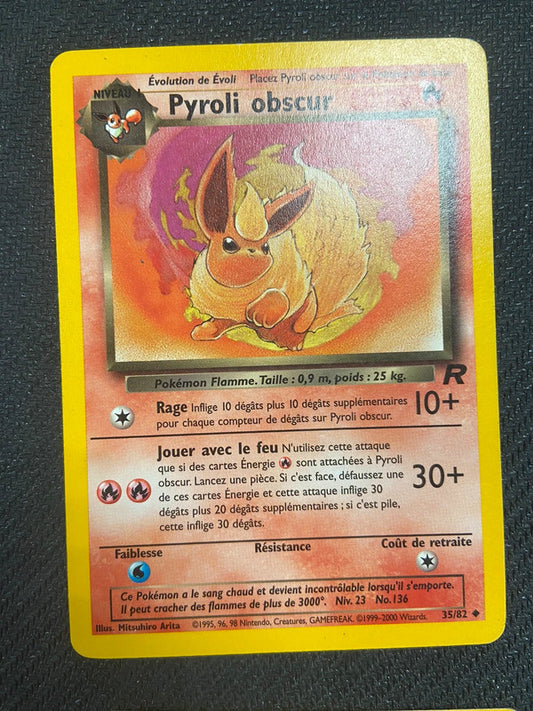 Évolution de Évoli Placez Pyroli obscur sur
NIVEAU 1
Pyroli obscur
Pokémon Flamme. Taille : 0,9 m, poids : 25 kg.
R
Rage Inflige 10 dégâts plus 10 dégâts supplémentaires
pour chaque compteur de dégâts sur Pyroli obscur.
10+
Jouer avec le feu N'utilisez cette attaque
que si des cartes Énergie sont attachées à Pyroli
obscur. Lancez une pièce. Si c'est face, défaussez une
de ces cartes Énergie et cette attaque inflige 30
dégâts plus 20 dégâts supplémentaires ; si c'est pile,
cette attaque inflige 30 dégâts.
30+
Faiblesse Résistance Coût de retraite
Ce Pokémon a le sang chaud et devient incontrôlable lorsqu'il s'emporte.
Il peut cracher des flammes de plus de 3000°. Niv. 23 No.136
Illus. Mitsuhiro Arita ©1995, 96, 98 Nintendo, Creatures, GAMEFREAK. ©1999-2000 Wizards. 35/82